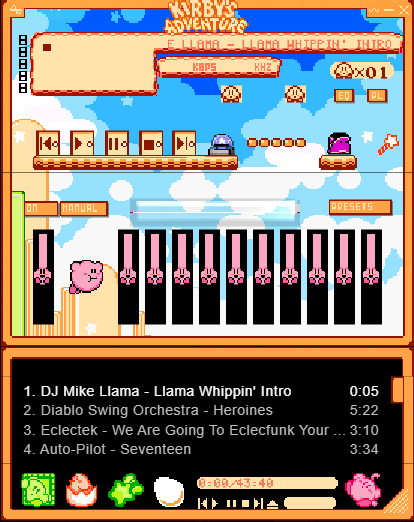 KIRBY'S
ADVENTURE
E LLAMA - LLAMA WHIPPIN' INTRO
KBPS KHZ
×01
EQ PL
ON MANUAL PRESETS
1. DJ Mike Llama - Llama Whippin' Intro 0:05
2. Diablo Swing Orchestra - Heroines 5:22
3. Eclectek - We Are Going To Eclecfunk Your ... 3:10
4. Auto-Pilot - Seventeen 3:34
0:00/43:40